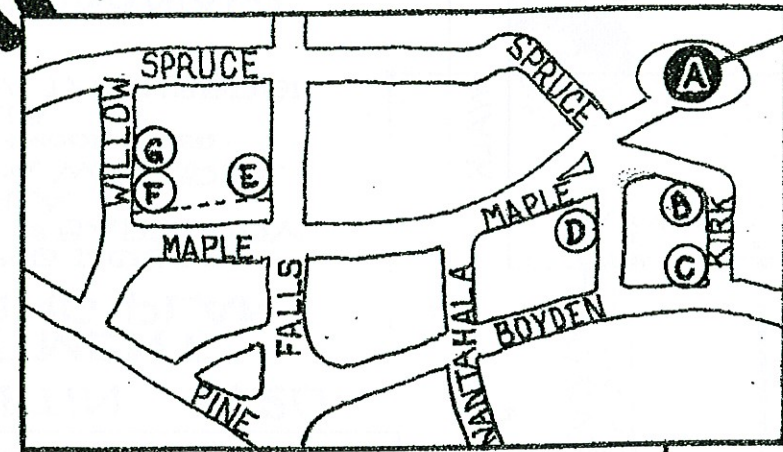 SPRUCE
SPRUCE
A
WILLOW
G
F
E
MAPLE
D
B
KIRK
C
MAPLE
FALLS
NANTAHALA
BOYDEN
PINE